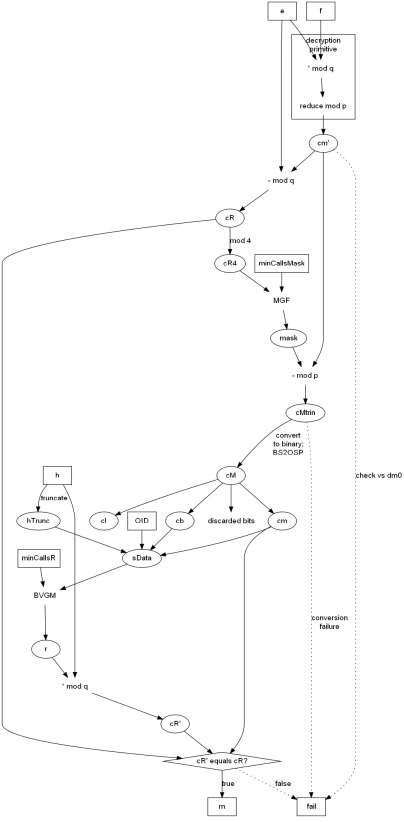 e
f
decryption
primitive
' mod q
reduce mod p
cm'
- mod q
cR
mod 4
cR4
minCallsMask
MGF
mask
- mod p
cMtrin
convert
to binary;
BS2OSP
check vs dm0
h
cM
truncate
hTrunc
cl
OID
cb
discarded bits
cm
minCallsR
sData
BVGM
conversion
failure
r
' mod q
cR'
cR' equals cR?
true
false
m
fail